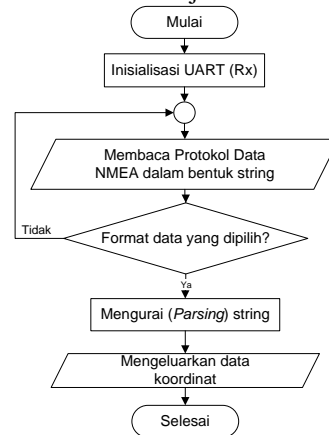 Mulai
Inisialisasi UART (Rx)
Membaca Protokol Data
NMEA dalam bentuk string
Tidak
Format data yang dipilih?
Ya
Mengurai (Parsing) string
Mengeluarkan data
koordinat
Selesai